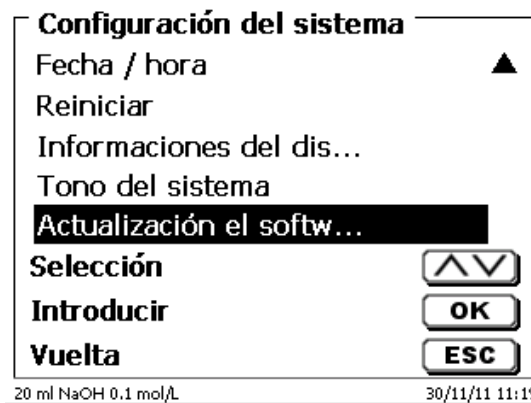 Configuración del sistema
Fecha / hora
Reiniciar
Informaciones del dis...
Tono del sistema
Actualización el softw...
Selección
Introducir OK
Vuelta ESC
20 ml NaOH 0.1 mol/L 30/11/11